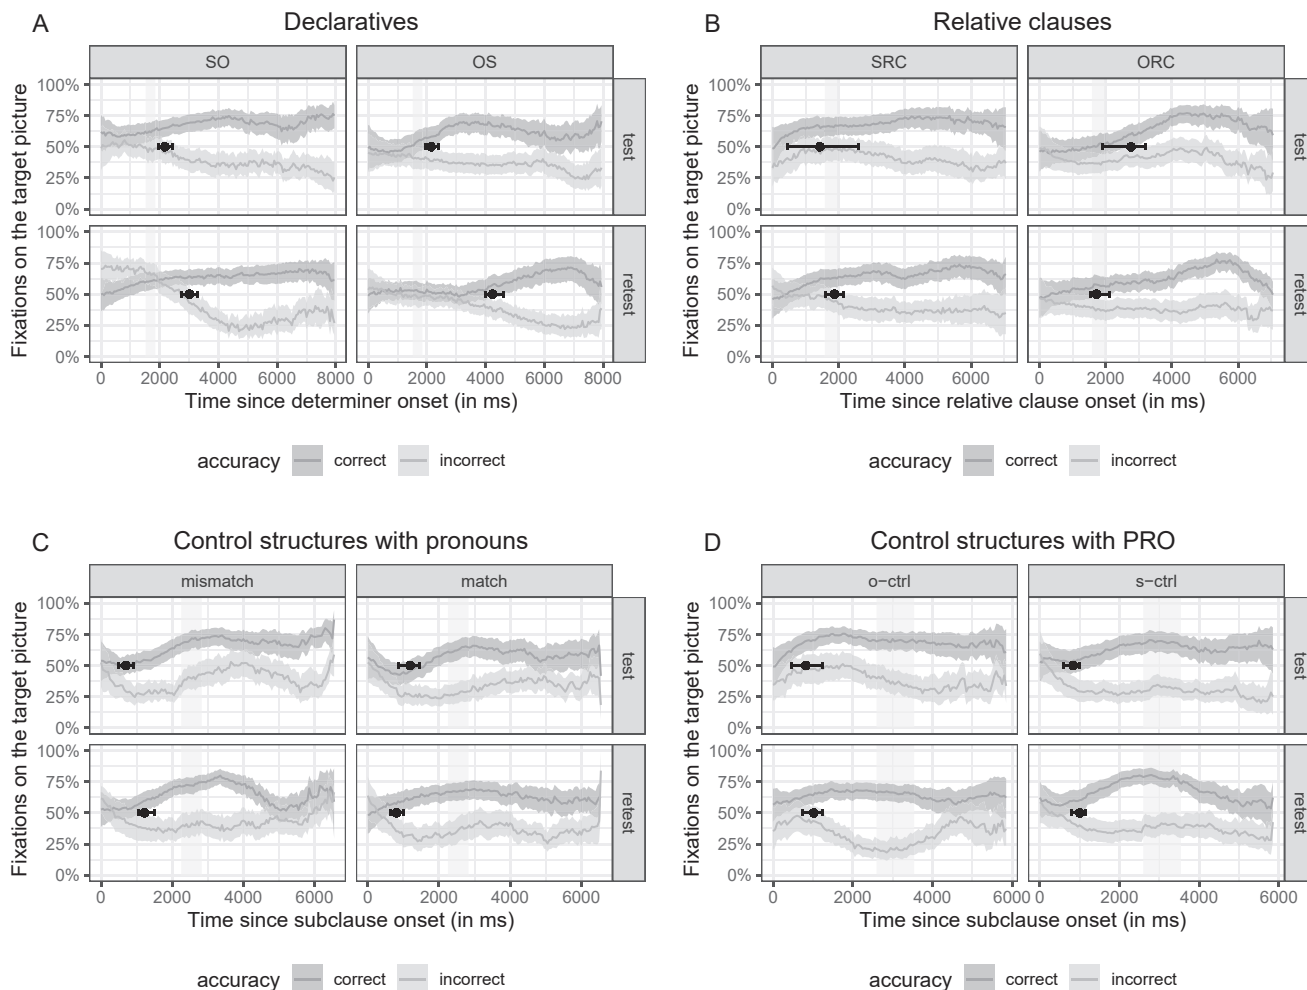 A
Declaratives
B
Relative clauses
SO
OS
SRC
ORC
Fixations on the target picture
100%
75%
50%
25%
0%
test
100%
75%
50%
25%
0%
retest
0
2000
4000
6000
8000
0
2000
4000
6000
8000
Time since determiner onset (in ms)
Fixations on the target picture
100%
75%
50%
25%
0%
test
100%
75%
50%
25%
0%
retest
0
2000
4000
6000
0
2000
4000
6000
Time since relative clause onset (in ms)
accuracy correct incorrect
accuracy correct incorrect
C
Control structures with pronouns
D
Control structures with PRO
mismatch
match
o−ctrl
s−ctrl
Fixations on the target picture
100%
75%
50%
25%
0%
test
100%
75%
50%
25%
0%
retest
0
2000
4000
6000
0
2000
4000
6000
Time since subclause onset (in ms)
Fixations on the target picture
100%
75%
50%
25%
0%
test
100%
75%
50%
25%
0%
retest
0
2000
4000
6000
0
2000
4000
6000
Time since subclause onset (in ms)
accuracy correct incorrect
accuracy correct incorrect